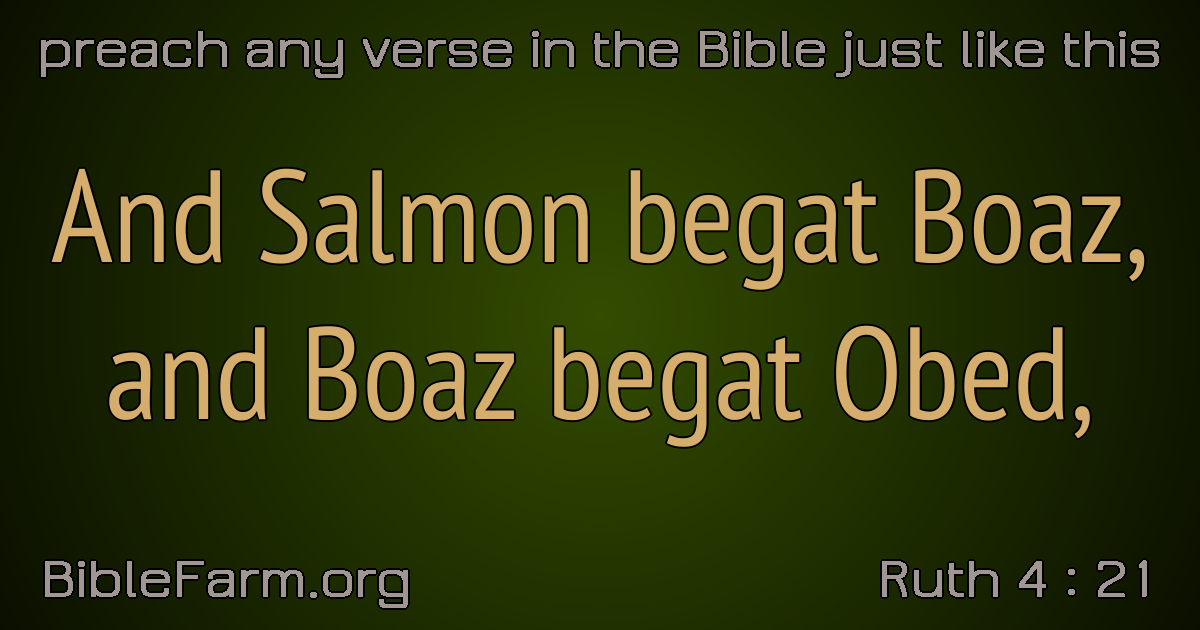 preach any verse in the Bible just like this
And Salmon begat Boaz,
and Boaz begat Obed,
BibleFarm.org
Ruth 4 : 21